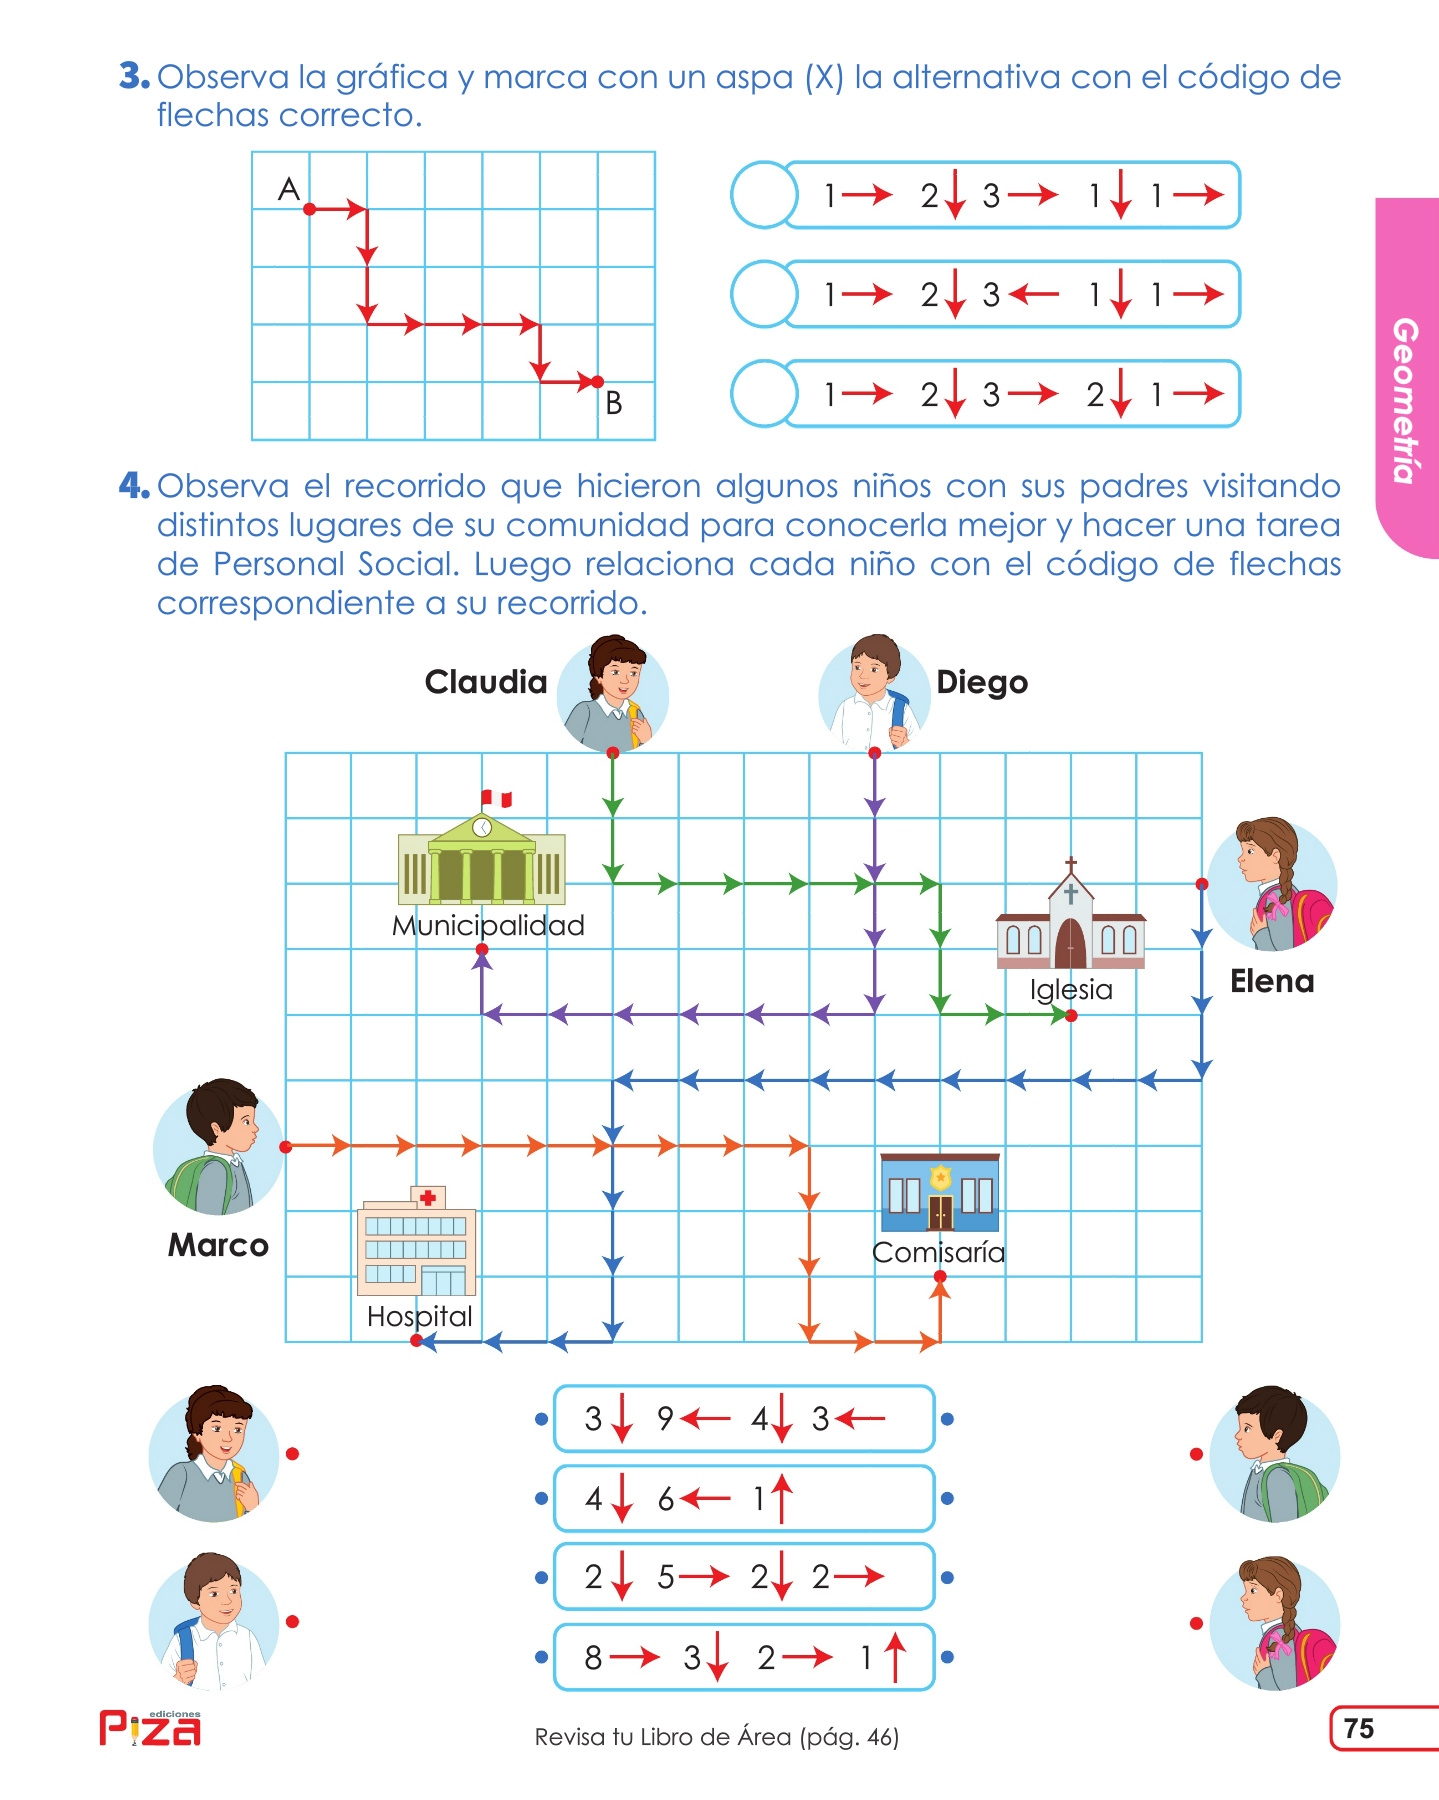 3. Observa la gráfica y marca con un aspa (X) la alternativa con el código de
flechas correcto.
A
B
1 → 2 ↓ 3 → 1 ↓ 1 →
1 → 2 ↓ 3 ← 1 ↓ 1 →
1 → 2 ↓ 3 → 2 ↓ 1 →
Geometría
4. Observa el recorrido que hicieron algunos niños con sus padres visitando
distintos lugares de su comunidad para conocerla mejor y hacer una tarea
de Personal Social. Luego relaciona cada niño con el código de flechas
correspondiente a su recorrido.
Claudia
Diego
Municipalidad
Iglesia
Elena
Marco
Comisaría
Hospital
3 ↓ 9 ← 4 ↓ 3 ←
4 ↓ 6 ← 1 ↑
2 ↓ 5 → 2 ↓ 2 →
8 → 3 ↓ 2 → 1 ↑
ediciones
Piza
Revisa tu Libro de Área (pág. 46)
75